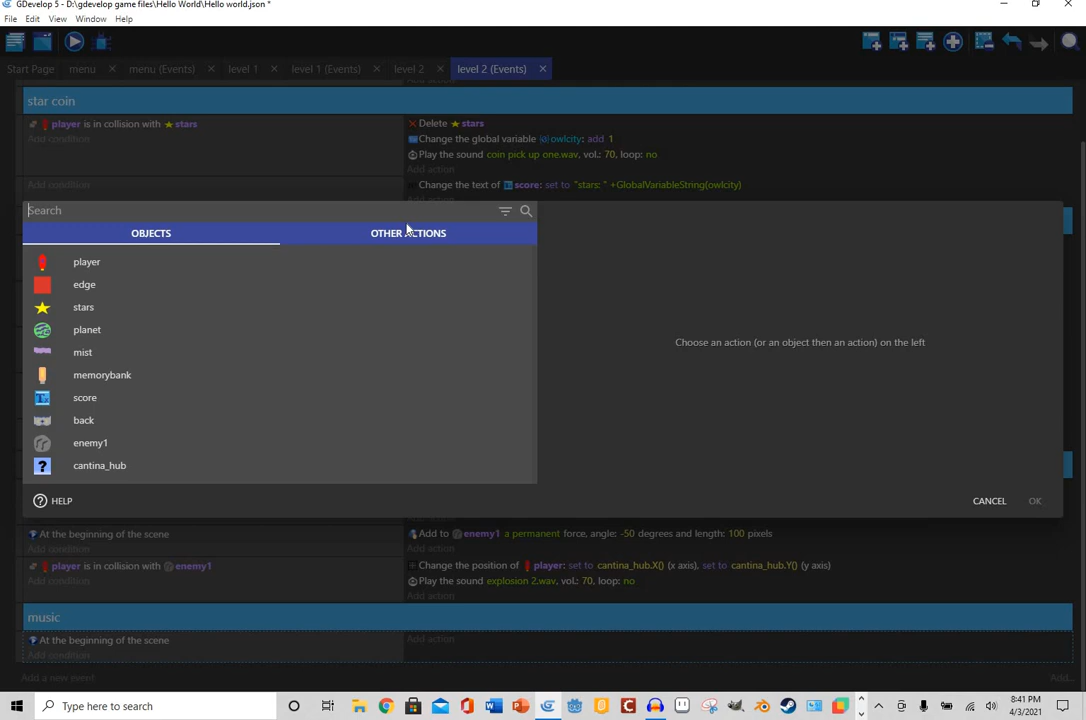 GDevelop 5 - D:\gdevelop game files\Hello World\Hello world.json *
File Edit View Window Help
Start Page menu menu (Events) level 1 level 1 (Events) level 2 level 2 (Events)
Add action
star coin
player is in collision with stars
Delete stars
Add condition
Change the global variable owlcity: add 1
Play the sound coin pick up one.wav, vol.: 70, loop: no
Add action
Add condition
Change the text of score: set to "stars: " +GlobalVariableString(owlcity)
Add action
Search
OBJECTS OTHER ACTIONS
player
edge
stars
planet
mist
memorybank
score
back
enemy1
cantina_hub
Choose an action (or an object then an action) on the left
HELP
CANCEL OK
At the beginning of the scene
Add to enemy1 a permanent force, angle: -50 degrees and length: 100 pixels
Add condition
Add action
player is in collision with enemy1
Change the position of player: set to cantina_hub.X() (x axis), set to cantina_hub.Y() (y axis)
Add condition
Play the sound explosion 2.wav, vol.: 70, loop: no
Add action
music
At the beginning of the scene
Add action
Add condition
Add a new event
Add...
Type here to search
8:41 PM
4/3/2021